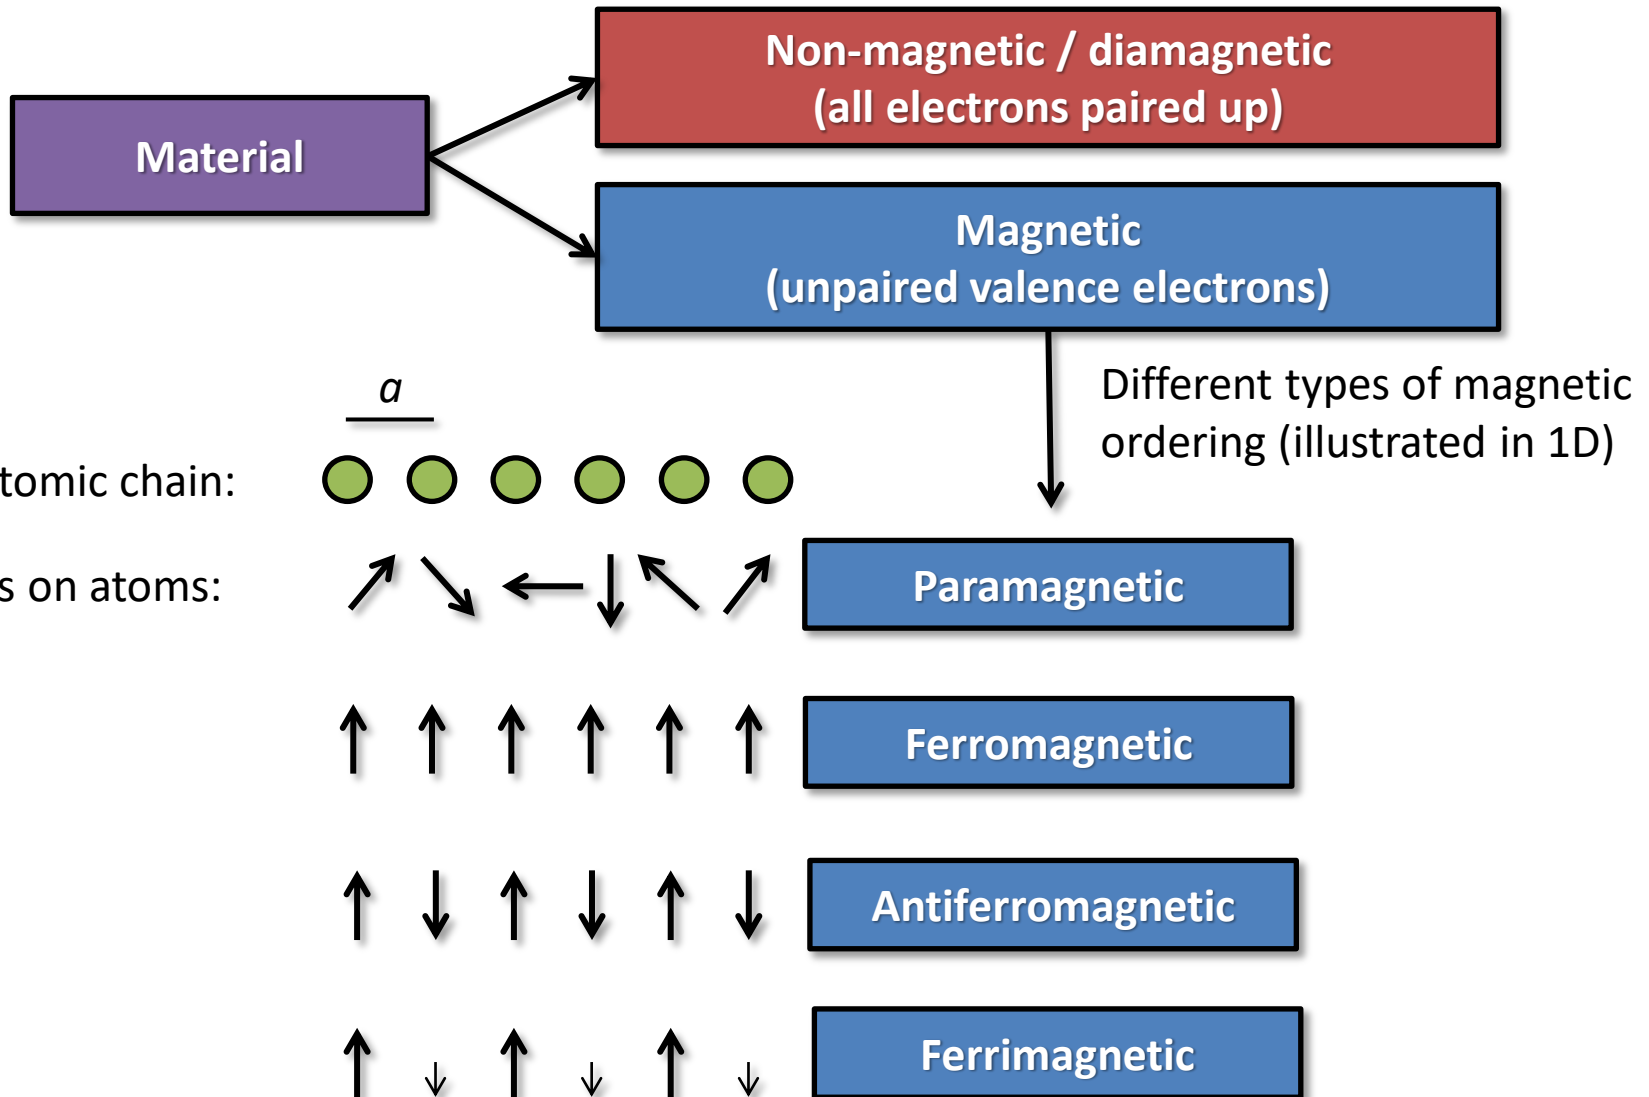 Non-magnetic / diamagnetic
(all electrons paired up)
Material
Magnetic
(unpaired valence electrons)
Different types of magnetic
ordering (illustrated in 1D)
a
tomic chain:
s on atoms:
Paramagnetic
Ferromagnetic
Antiferromagnetic
Ferrimagnetic